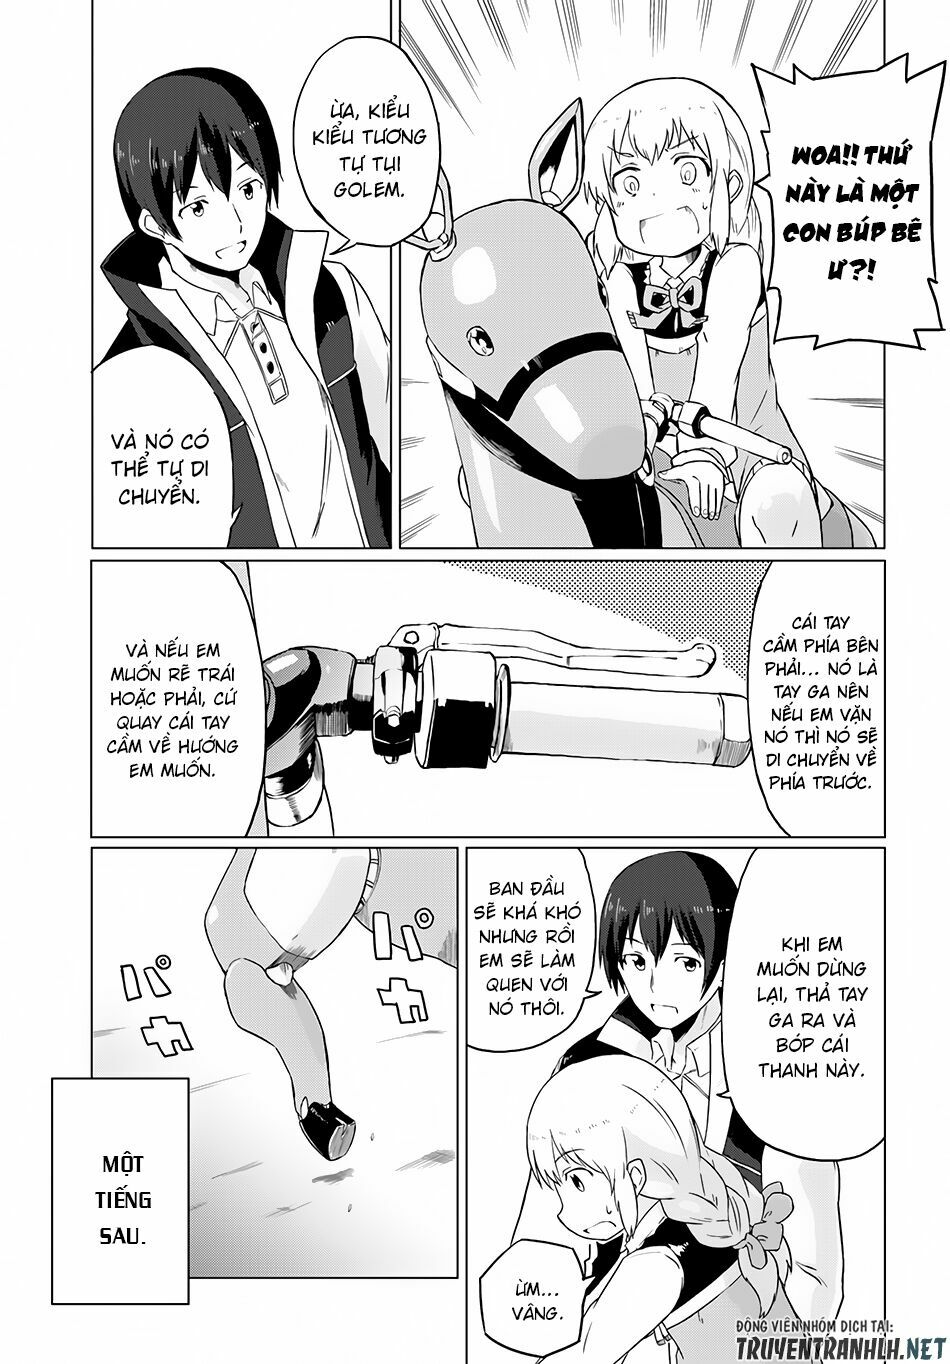 WOA!! THỨ
NÀY LÀ MỘT
CON BÚP BÊ
Ư?!
ỪA, KIỂU
KIỂU TƯƠNG
TỰ TỤI
GOLEM.
VÀ NÓ CÓ
THỂ TỰ DI
CHUYỂN.
CÁI TAY
CẦM PHÍA BÊN
PHẢI... NÓ LÀ
TAY GA NÊN
NẾU EM VẶN
NÓ THÌ NÓ SẼ
DI CHUYỂN VỀ
PHÍA TRƯỚC.
VÀ NẾU EM
MUỐN RẼ TRÁI
HOẶC PHẢI, CỨ
QUAY CÁI TAY
CẦM VỀ HƯỚNG
EM MUỐN.
KHI EM
MUỐN DỪNG
LẠI, THẢ TAY
GA RA VÀ
BÓP CÁI
THANH NÀY.
BAN ĐẦU
SẼ KHÁ KHÓ
NHƯNG RỒI
EM SẼ LÀM
QUEN VỚI
NÓ THÔI.
ỪM...
VÂNG.
パカ
パカ
MỘT
TIẾNG
SAU.
ĐỘNG VIÊN NHÓM DỊCH TẠI:
TRUYENTRANHLH.NET